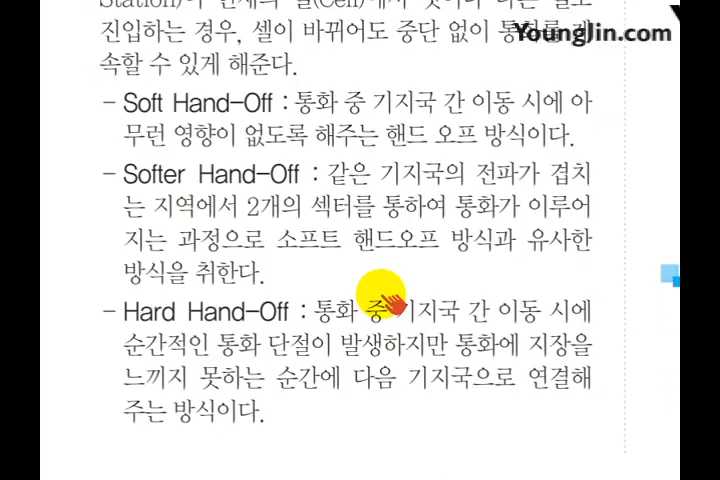 진입하는 경우, 셀이 바뀌어도 중단 없이
YoungJin.com
속할 수 있게 해준다.
– Soft Hand-Off : 통화 중 기지국 간 이동 시에 아
무런 영향이 없도록 해주는 핸드 오프 방식이다.
– Softer Hand-Off : 같은 기지국의 전파가 겹치
는 지역에서 2개의 섹터를 통하여 통화가 이루어
지는 과정으로 소프트 핸드오프 방식과 유사한
방식을 취한다.
– Hard Hand-Off : 통화 중 기지국 간 이동 시에
순간적인 통화 단절이 발생하지만 통화에 지장을
느끼지 못하는 순간에 다음 기지국으로 연결해
주는 방식이다.